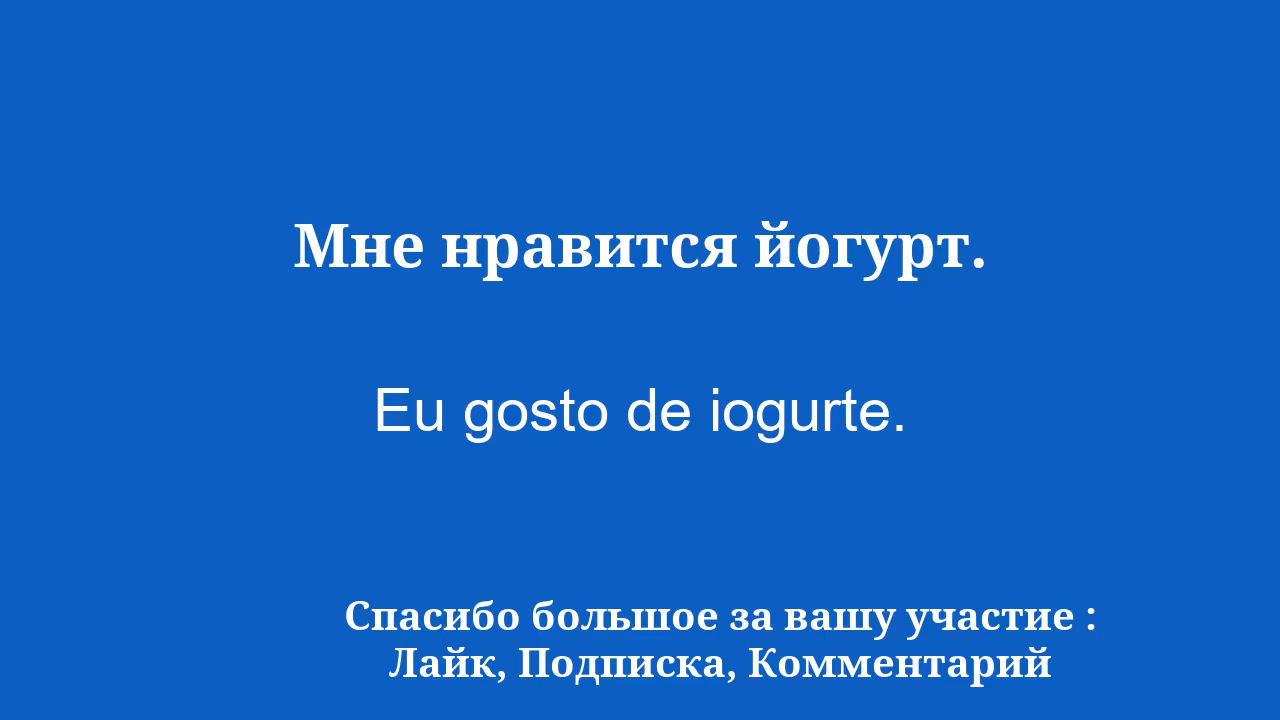 Мне нравится йогурт.
Eu gosto de iogurte.
Спасибо большое за вашу участие :
Лайк, Подписка, Комментарий